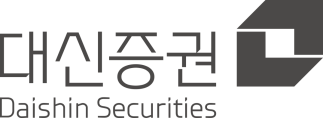 대신증권
Daishin Securities